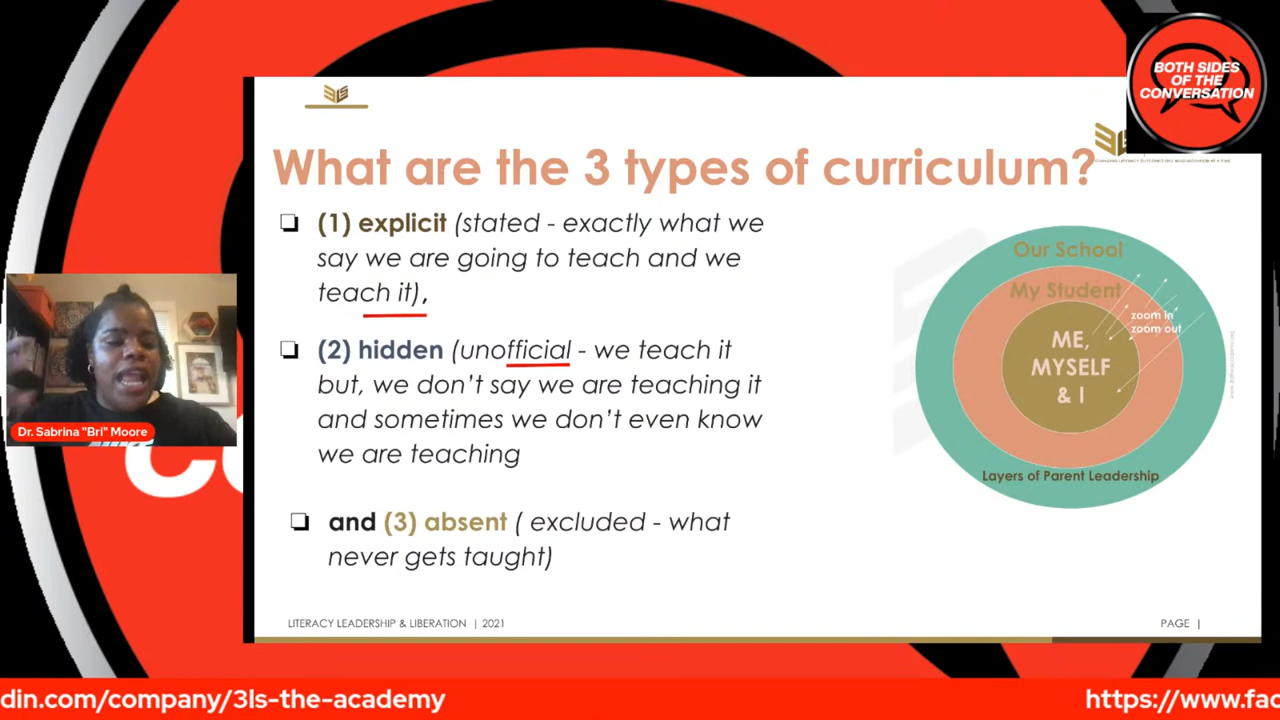 BOTH SIDES
OF THE
CONVERSATION
What are the 3 types of curriculum?
(1) explicit (stated - exactly what we
say we are going to teach and we
teach it),
(2) hidden (unofficial - we teach it
but, we don't say we are teaching it
and sometimes we don't even know
we are teaching
and (3) absent ( excluded - what
never gets taught)
Our School
My Student
zoom in
zoom out
ME,
MYSELF
& I
Layers of Parent Leadership
Dr. Sabrina "Bri" Moore
LITERACY LEADERSHIP & LIBERATION | 2021
PAGE |
din.com/company/3ls-the-academy
https://www.fac